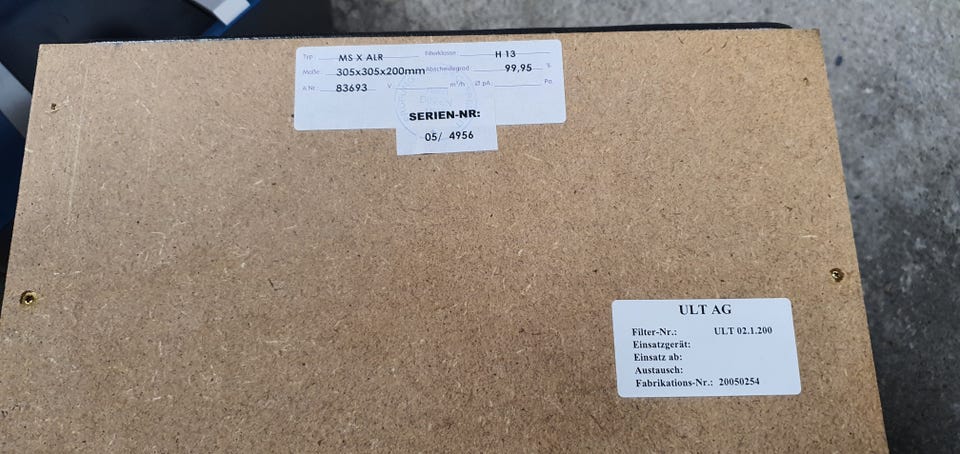 Typ: MS X ALR Filterklasse: H 13
Maße: 305x305x200mm Abscheidegrad: 99,95 %
A.Nr.: 83693 V m³/h Ø pA Pa
SERIEN-NR:
05/ 4956
ULT AG
Filter-Nr.: ULT 02.1.200
Einsatzgerät:
Einsatz ab:
Austausch:
Fabrikations-Nr.: 20050254